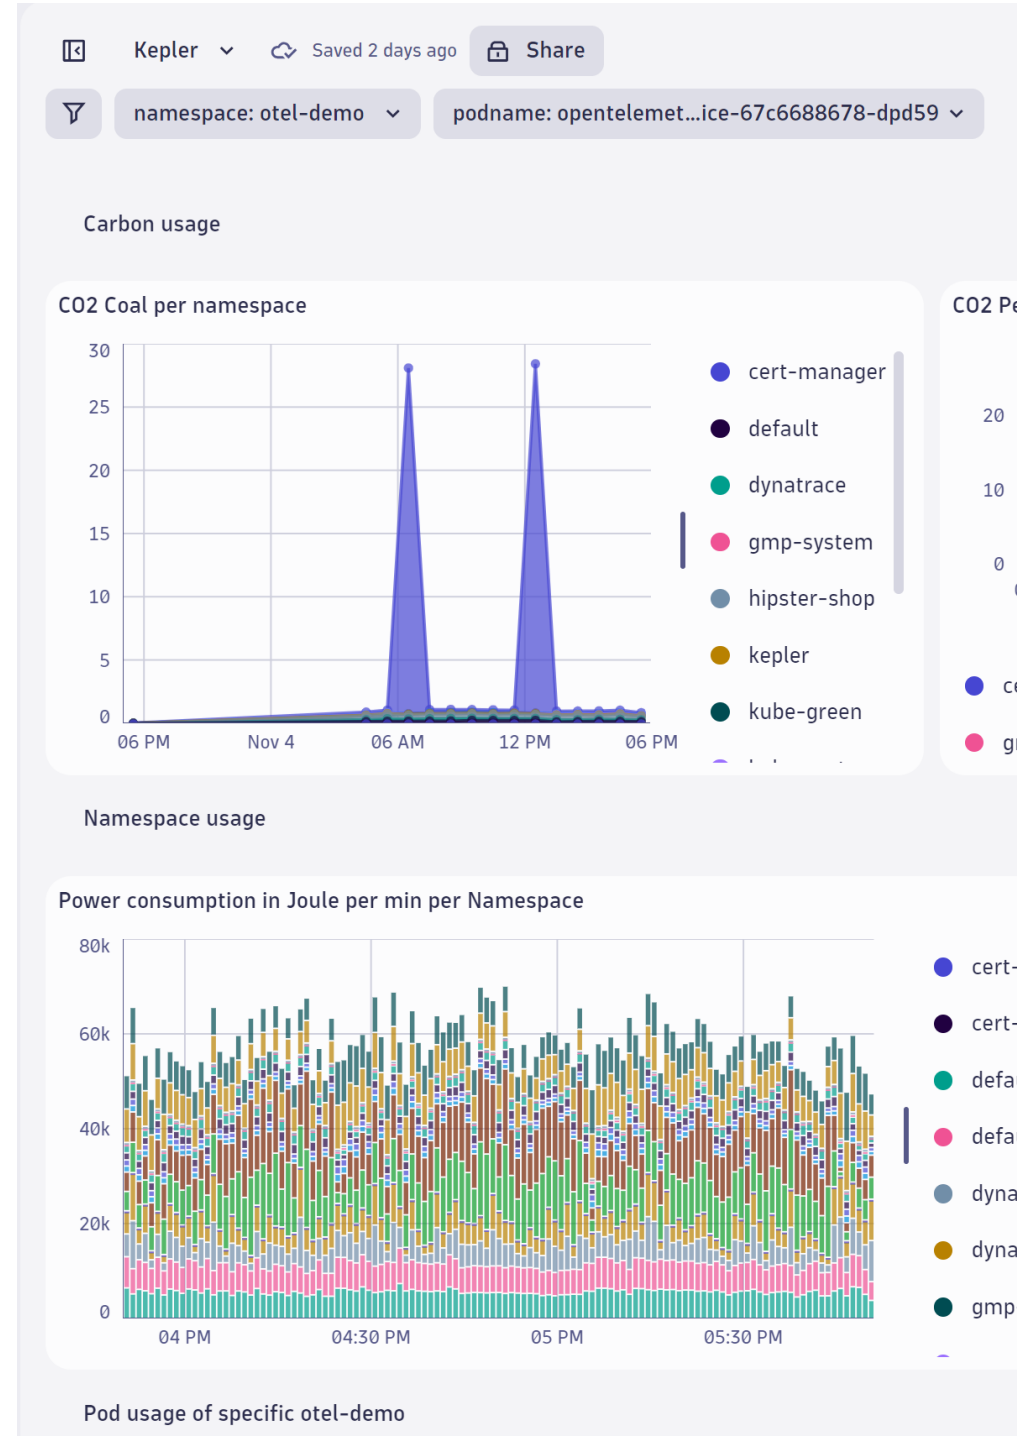 Kepler
Saved 2 days ago
Share
namespace: otel-demo
podname: opentelemet...ice-67c6688678-dpd59
Carbon usage
CO2 Coal per namespace
30
25
20
15
10
5
0
06 PM
Nov 4
06 AM
12 PM
06 PM
cert-manager
default
dynatrace
gmp-system
hipster-shop
kepler
kube-green
CO2 Pe
20
10
0
Namespace usage
Power consumption in Joule per min per Namespace
80k
60k
40k
20k
0
04 PM
04:30 PM
05 PM
05:30 PM
cert-
cert-
defau
defau
dyna
dyna
gmp
Pod usage of specific otel-demo